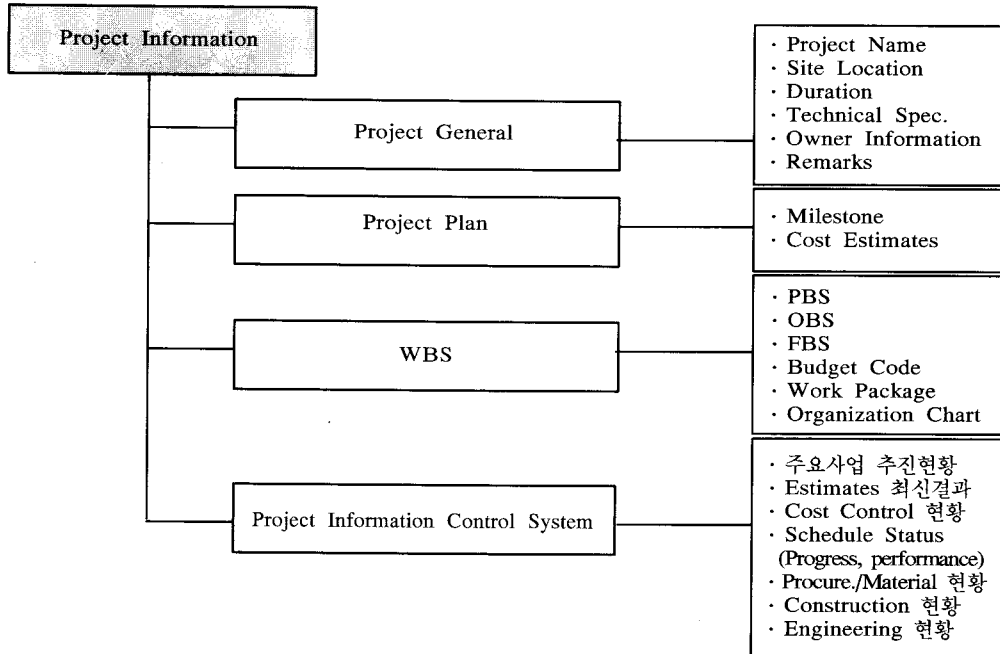 Project Information
Project General
· Project Name
· Site Location
· Duration
· Technical Spec.
· Owner Information
· Remarks
Project Plan
· Milestone
· Cost Estimates
WBS
· PBS
· OBS
· FBS
· Budget Code
· Work Package
· Organization Chart
Project Information Control System
· 주요사업 추진현황
· Estimates 최신결과
· Cost Control 현황
· Schedule Status
(Progress, performance)
· Procure./Material 현황
· Construction 현황
· Engineering 현황